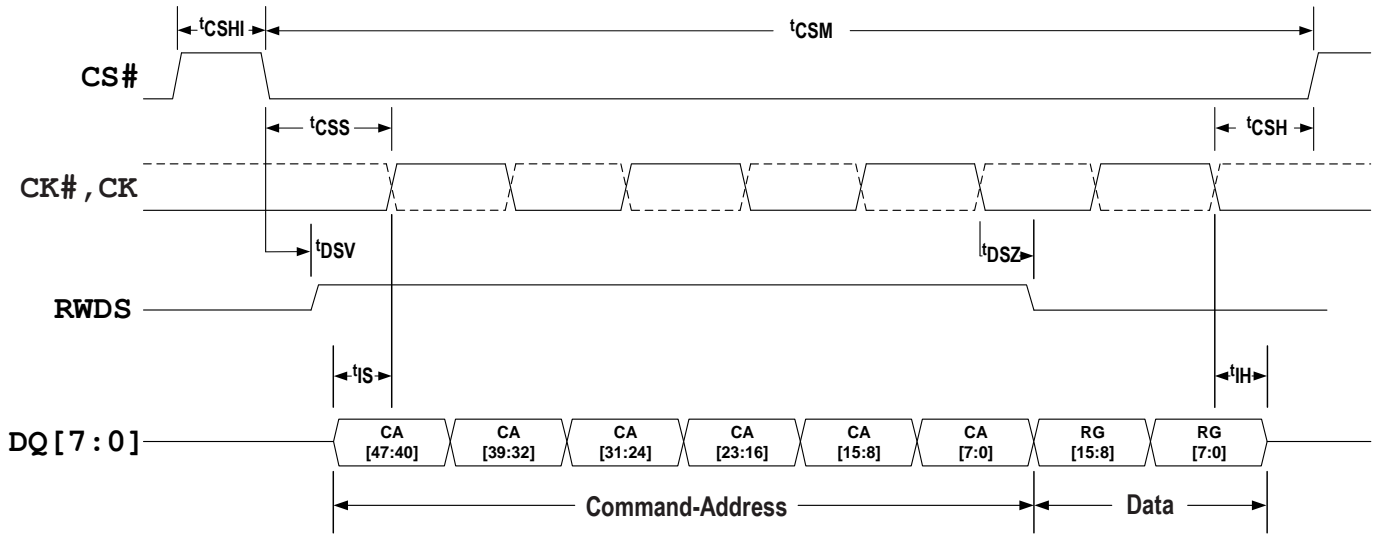 tCSHI
tCSM
CS#
tCSS
tCSH
CK#,CK
tDSV
tDSZ
RWDS
tIS
tIH
DQ[7:0]
CA
[47:40]
CA
[39:32]
CA
[31:24]
CA
[23:16]
CA
[15:8]
CA
[7:0]
RG
[15:8]
RG
[7:0]
Command-Address
Data